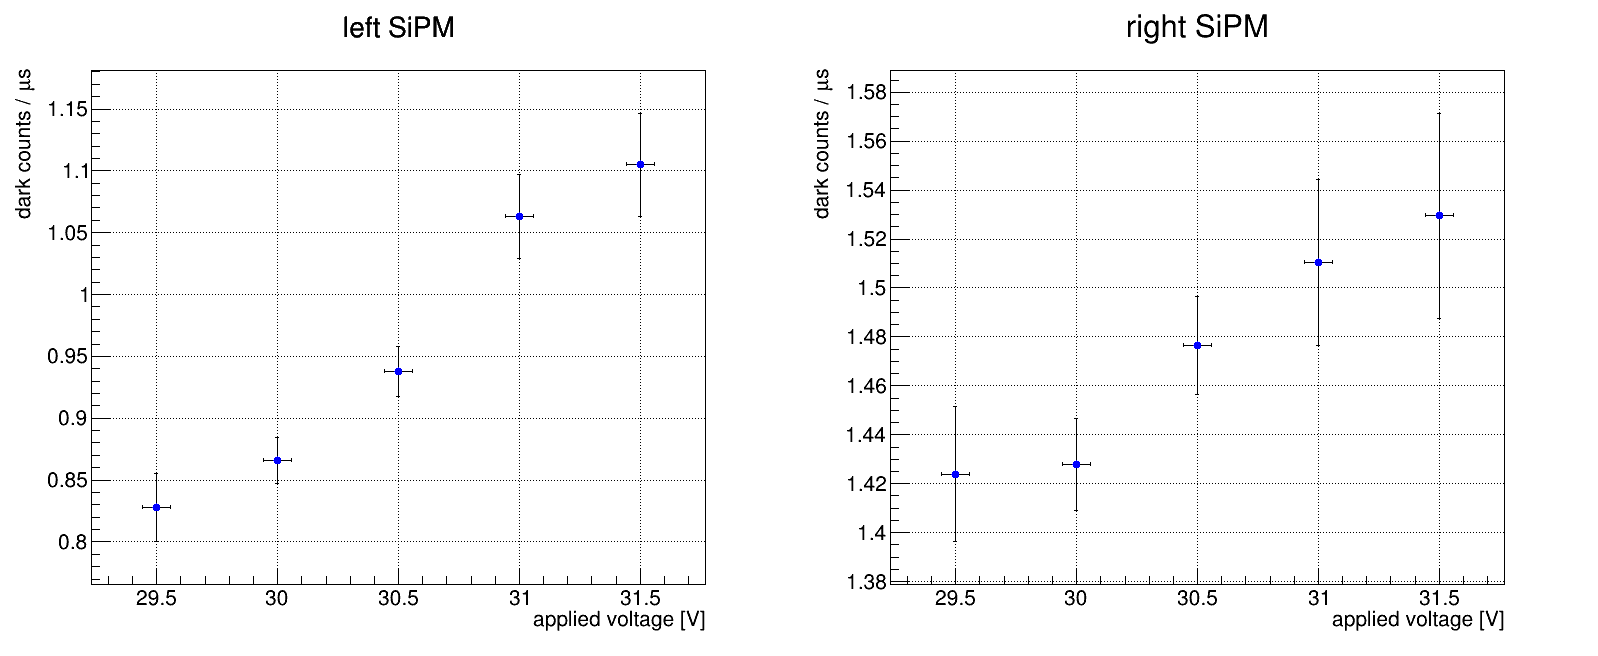 left SiPM
dark counts / μs
1.15
1.1
1.05
1
0.95
0.9
0.85
0.8
29.5 30 30.5 31 31.5
applied voltage [V]
right SiPM
dark counts / μs
1.58
1.56
1.54
1.52
1.5
1.48
1.46
1.44
1.42
1.4
1.38
29.5 30 30.5 31 31.5
applied voltage [V]